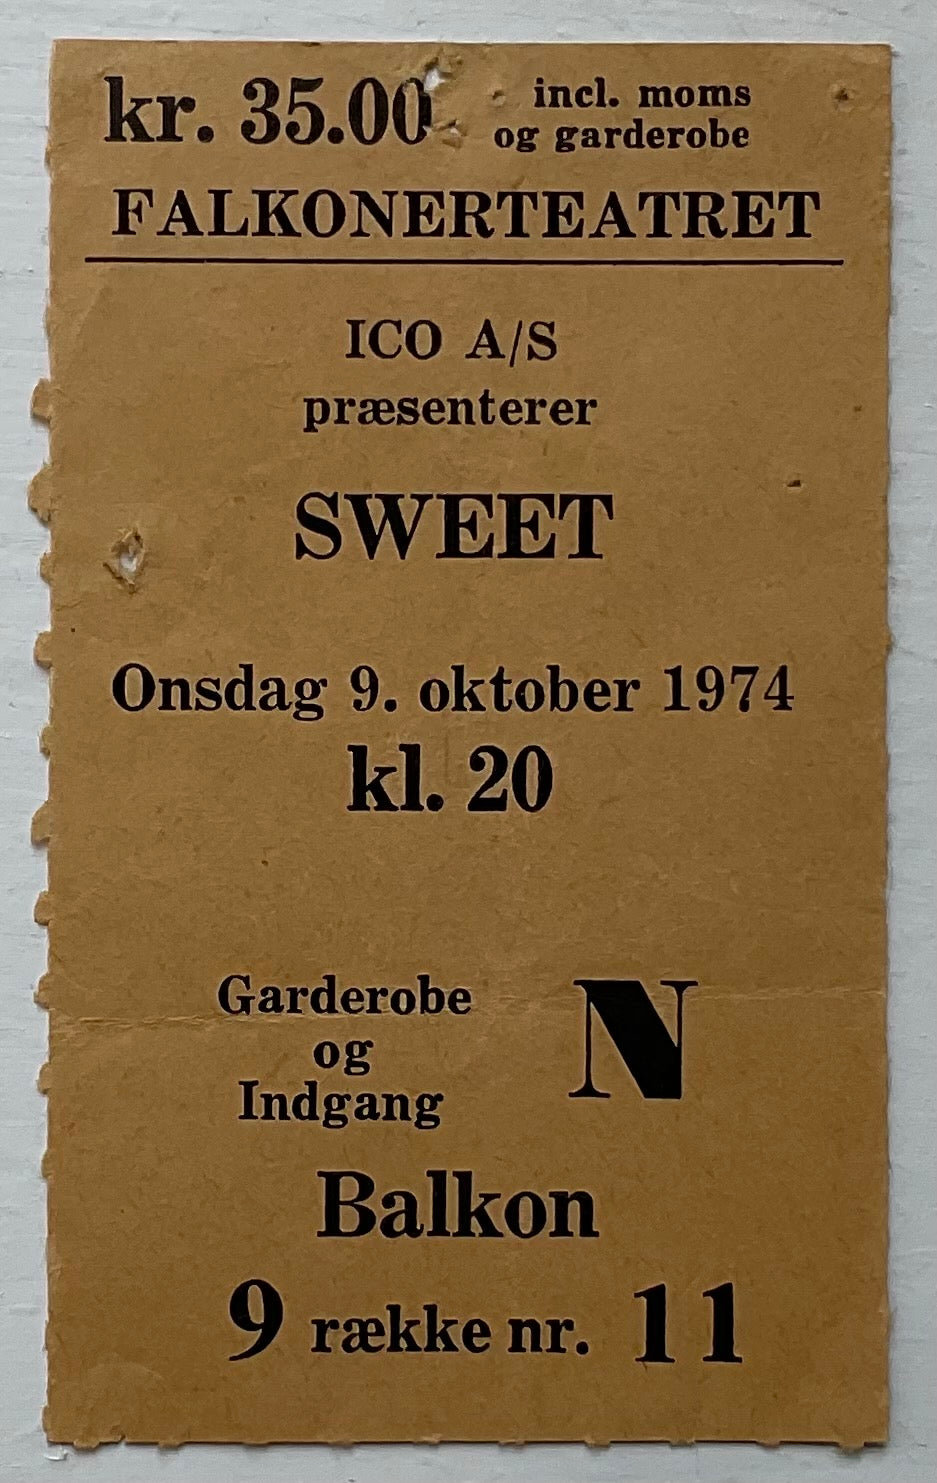 kr. 35.00 incl. moms
og garderobe
FALKONERTEATRET
ICO A/S
præsenterer
SWEET
Onsdag 9. oktober 1974
kl. 20
Garderobe
og
Indgang
N
Balkon
9 række nr. 11